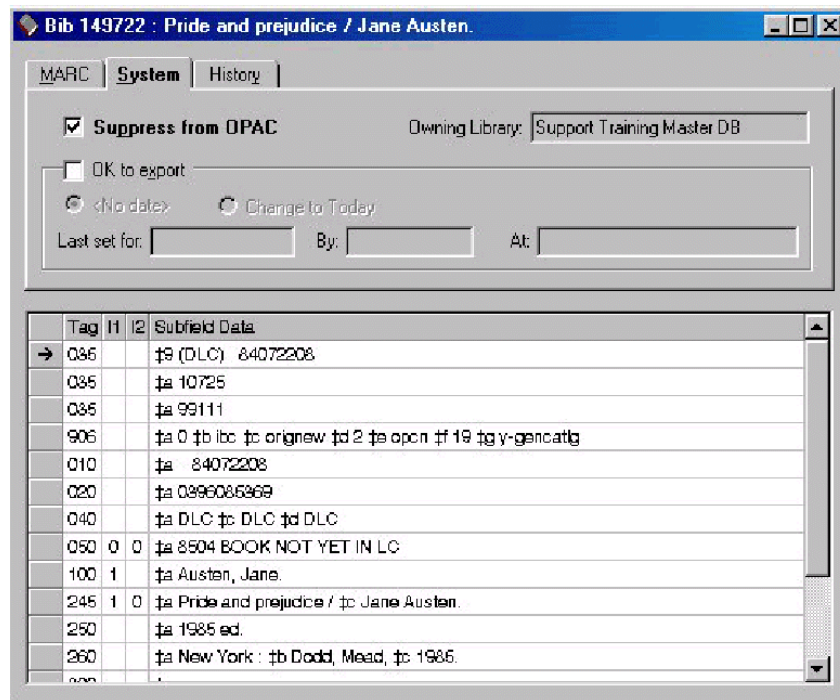 Bib 149722 : Pride and prejudice / Jane Austen.
MARC System History
Suppress from OPAC Owning Library: Support Training Master DB
OK to export
<No date> Change to Today
Last set for: By: At:
Tag I1 I2 Subfield Data
035 ‡9 (DLC) 84072208
035 ‡a 10725
035 ‡a 99111
906 ‡a 0 ‡b ibc ‡c orignew ‡d 2 ‡e opcn ‡f 19 ‡g y-gencatlg
010 ‡a 84072208
020 ‡a 0396085369
040 ‡a DLC ‡c DLC ‡d DLC
050 0 0 ‡a 8504 BOOK NOT YET IN LC
100 1 ‡a Austen, Jane.
245 1 0 ‡a Pride and prejudice / ‡c Jane Austen.
250 ‡a 1985 ed.
260 ‡a New York : ‡b Dodd, Mead, ‡c 1985.